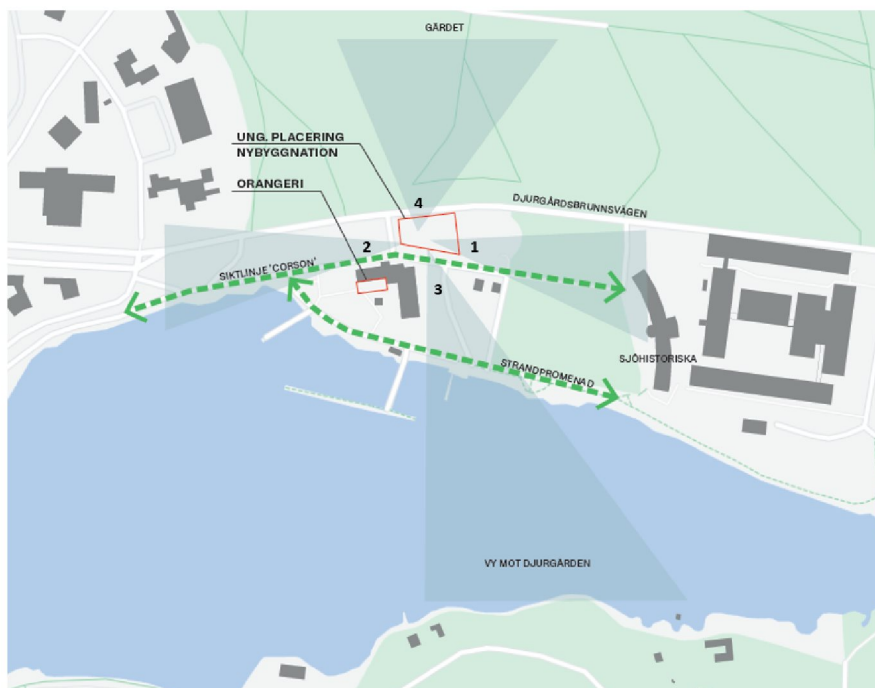 GÄRDET
UNG. PLACERING
NYBYGGNATION
ORANGERI
4
DJURGÅRDSBRUNNSVÄGEN
2
1
SIKTLINJE 'CORSON'
3
SJÖHISTORISKA
STRANDPROMENAD
VY MOT DJURGÅRDEN